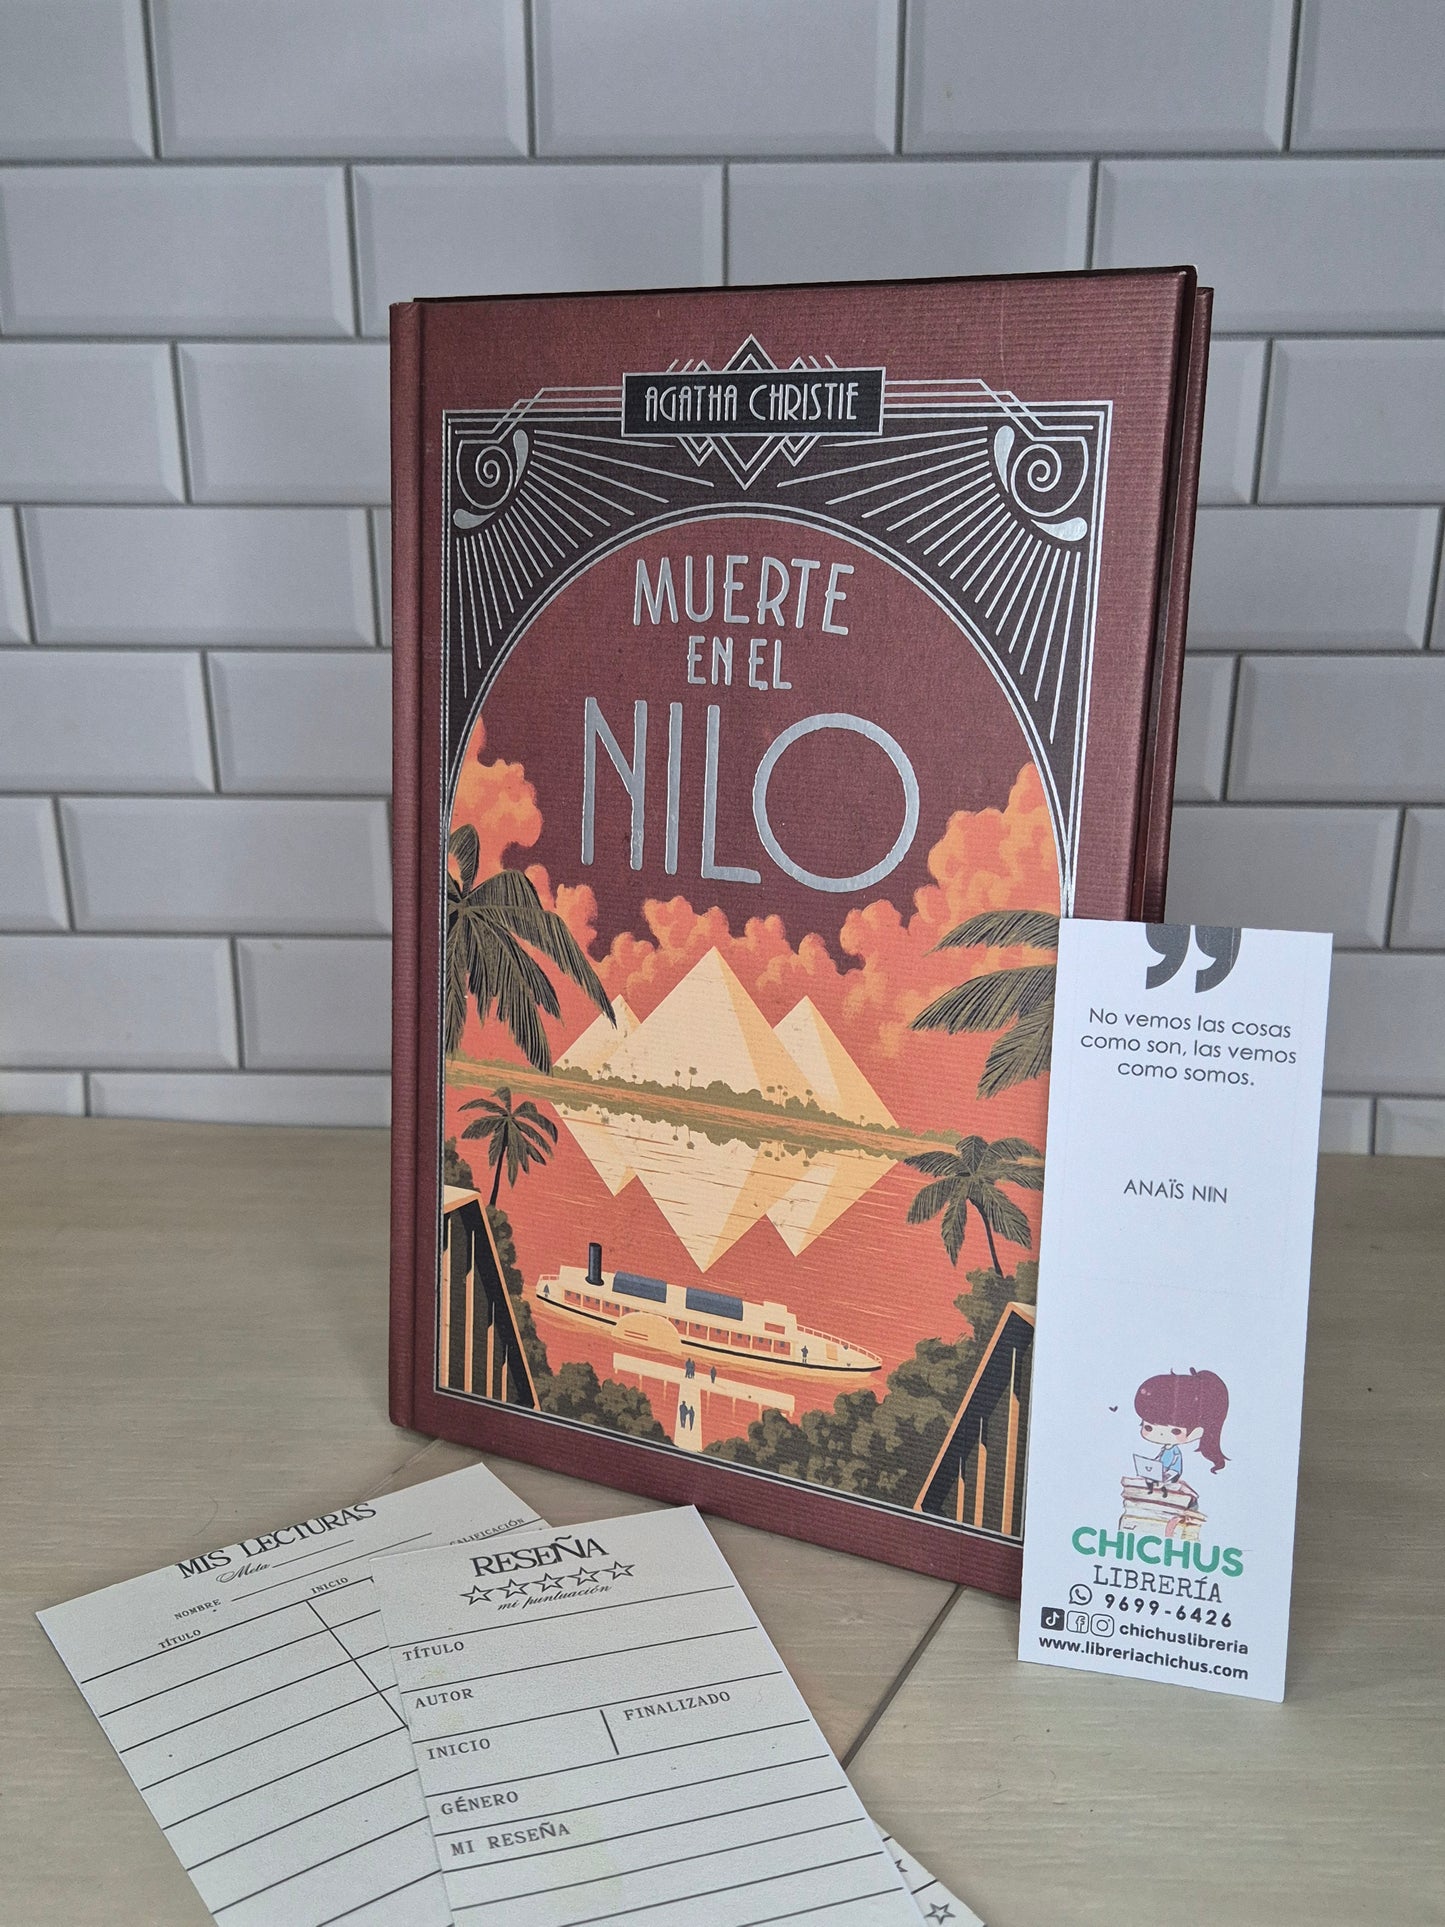 AGATHA CHRISTIE
MUERTE
EN EL
NILO
No vemos las cosas
como son, las vemos
como somos.
ANAÏS NIN
CHICHUS
LIBRERÍA
9699-6426
chichuslibreria
www.libreriachichus.com
MIS LECTURAS
Meta
NOMBRE
CALIFICACIÓN
TÍTULO
INICIO
RESEÑA
mi puntuación
TÍTULO
AUTOR
INICIO
FINALIZADO
GÉNERO
MI RESEÑA